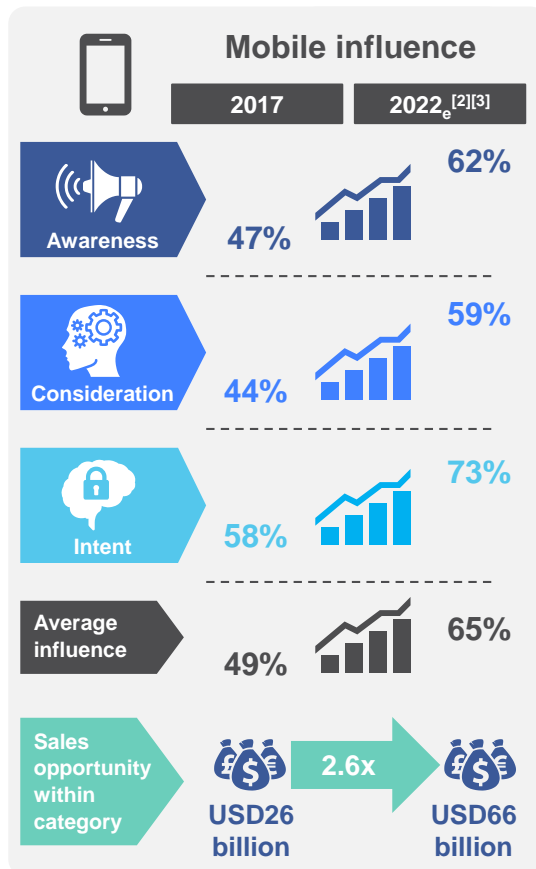 Mobile influence
2017
2022e[2][3]
Awareness
47%
62%
Consideration
44%
59%
Intent
58%
73%
Average
influence
49%
65%
Sales
opportunity
within
category
£$€
USD26
billion
2.6x
£$€
USD66
billion